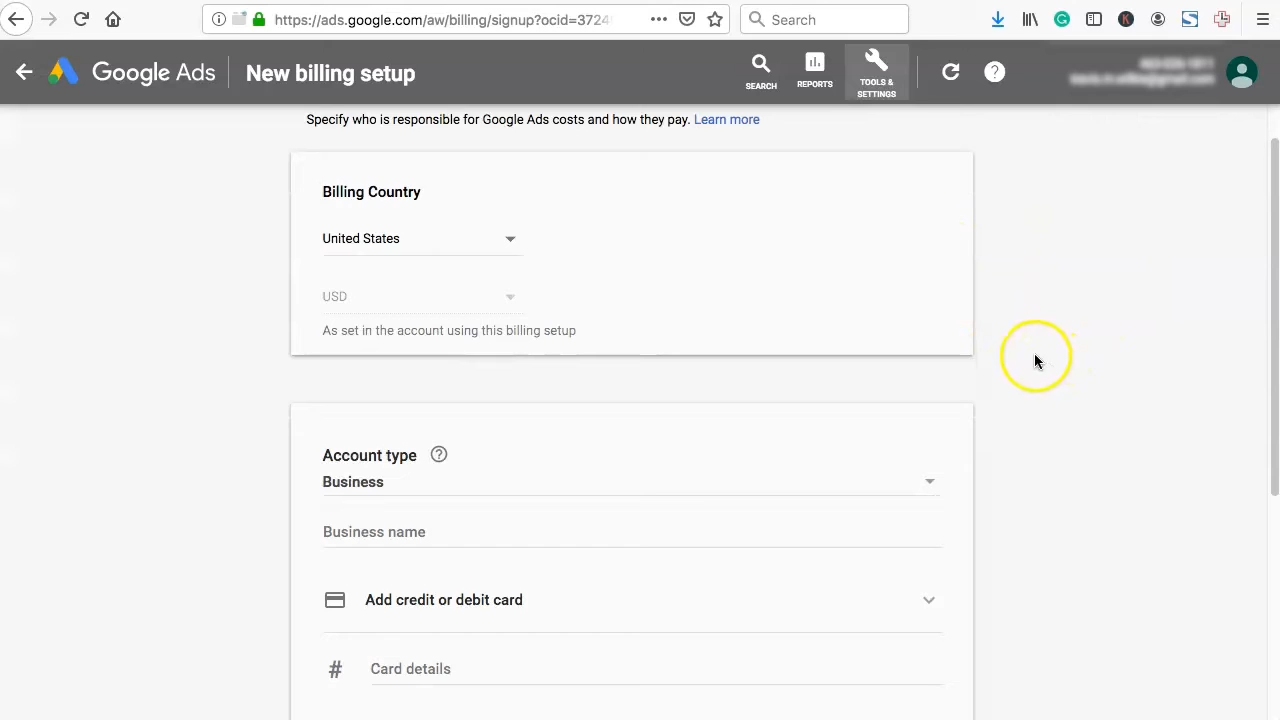 https://ads.google.com/aw/billing/signup?ocid=3724
Search
Google Ads
New billing setup
SEARCH
REPORTS
TOOLS &
SETTINGS
Specify who is responsible for Google Ads costs and how they pay. Learn more
Billing Country
United States
USD
As set in the account using this billing setup
Account type
Business
Business name
Add credit or debit card
# Card details